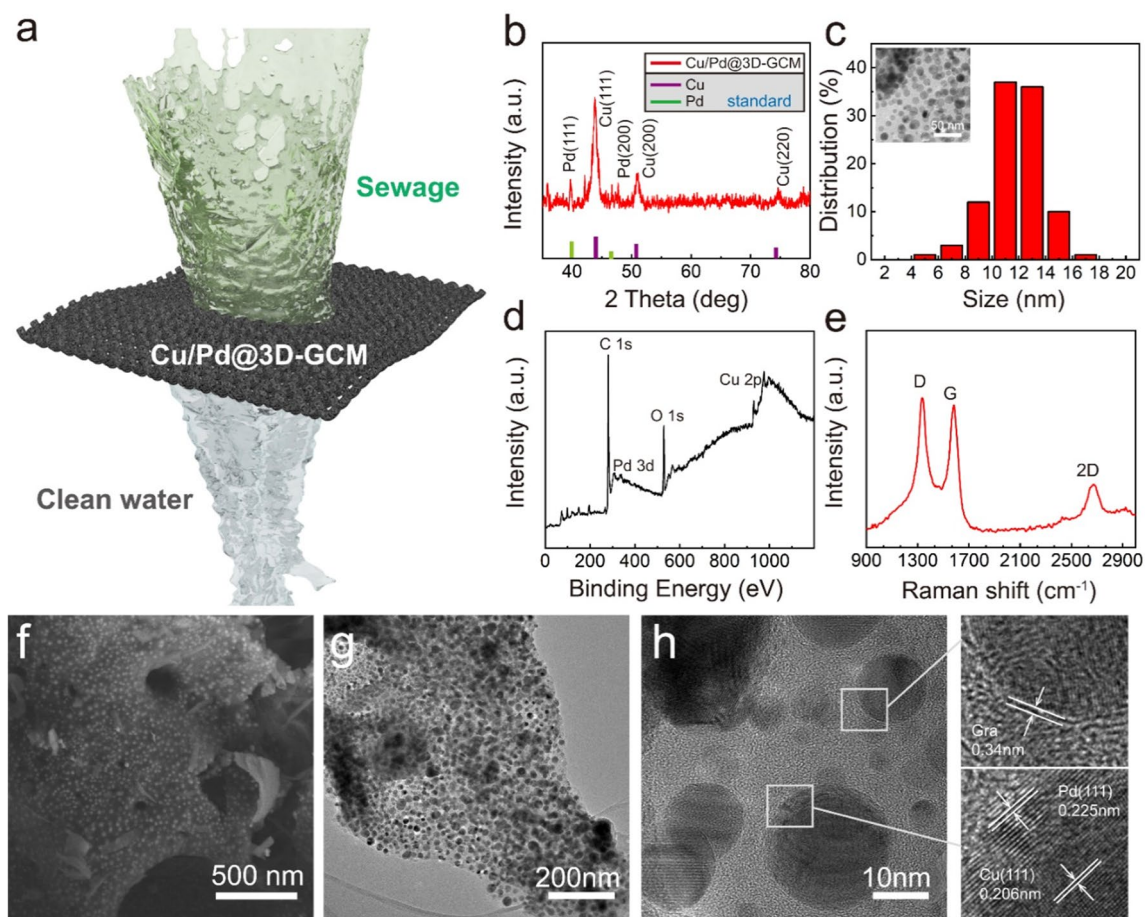 a
Sewage
Cu/Pd@3D-GCM
Clean water
b
Cu/Pd@3D-GCM
Cu
Pd
standard
Pd(111)
Cu(111)
Pd(200)
Cu(200)
Cu(220)
Intensity (a.u.)
35 40 50 60 70 80
2 Theta (deg)
c
50 nm
Distribution (%)
40
30
20
10
0
2 4 6 8 10 12 14 16 18 20
Size (nm)
d
C 1s
Pd 3d
O 1s
Cu 2p
Intensity (a.u.)
0 200 400 600 800 1000
Binding Energy (eV)
e
D
G
2D
Intensity (a.u.)
900 1300 1700 2100 2500 2900
Raman shift (cm⁻¹)
f
500 nm
g
200nm
h
10nm
Gra
0.34nm
Pd(111)
0.225nm
Cu(111)
0.206nm